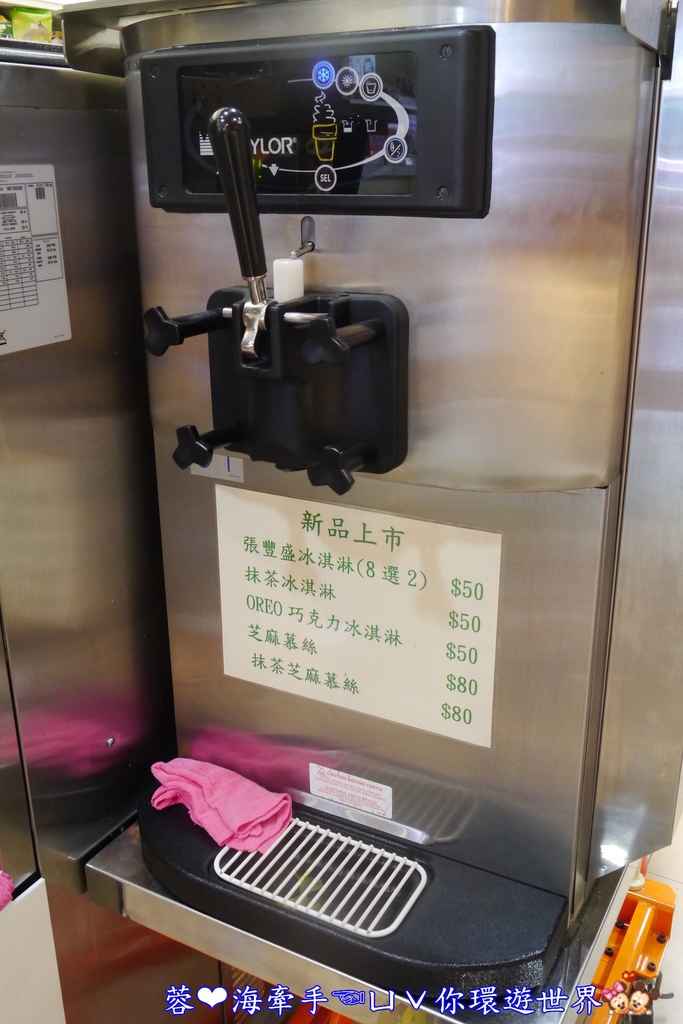 YLOR
SEL
新品上市
張豐盛冰淇淋(8選2) $50
抹茶冰淇淋 $50
OREO巧克力冰淇淋 $50
芝麻慕絲 $80
抹茶芝麻慕絲 $80
蓉❤海牽手☜ㄩㄥ你環遊世界